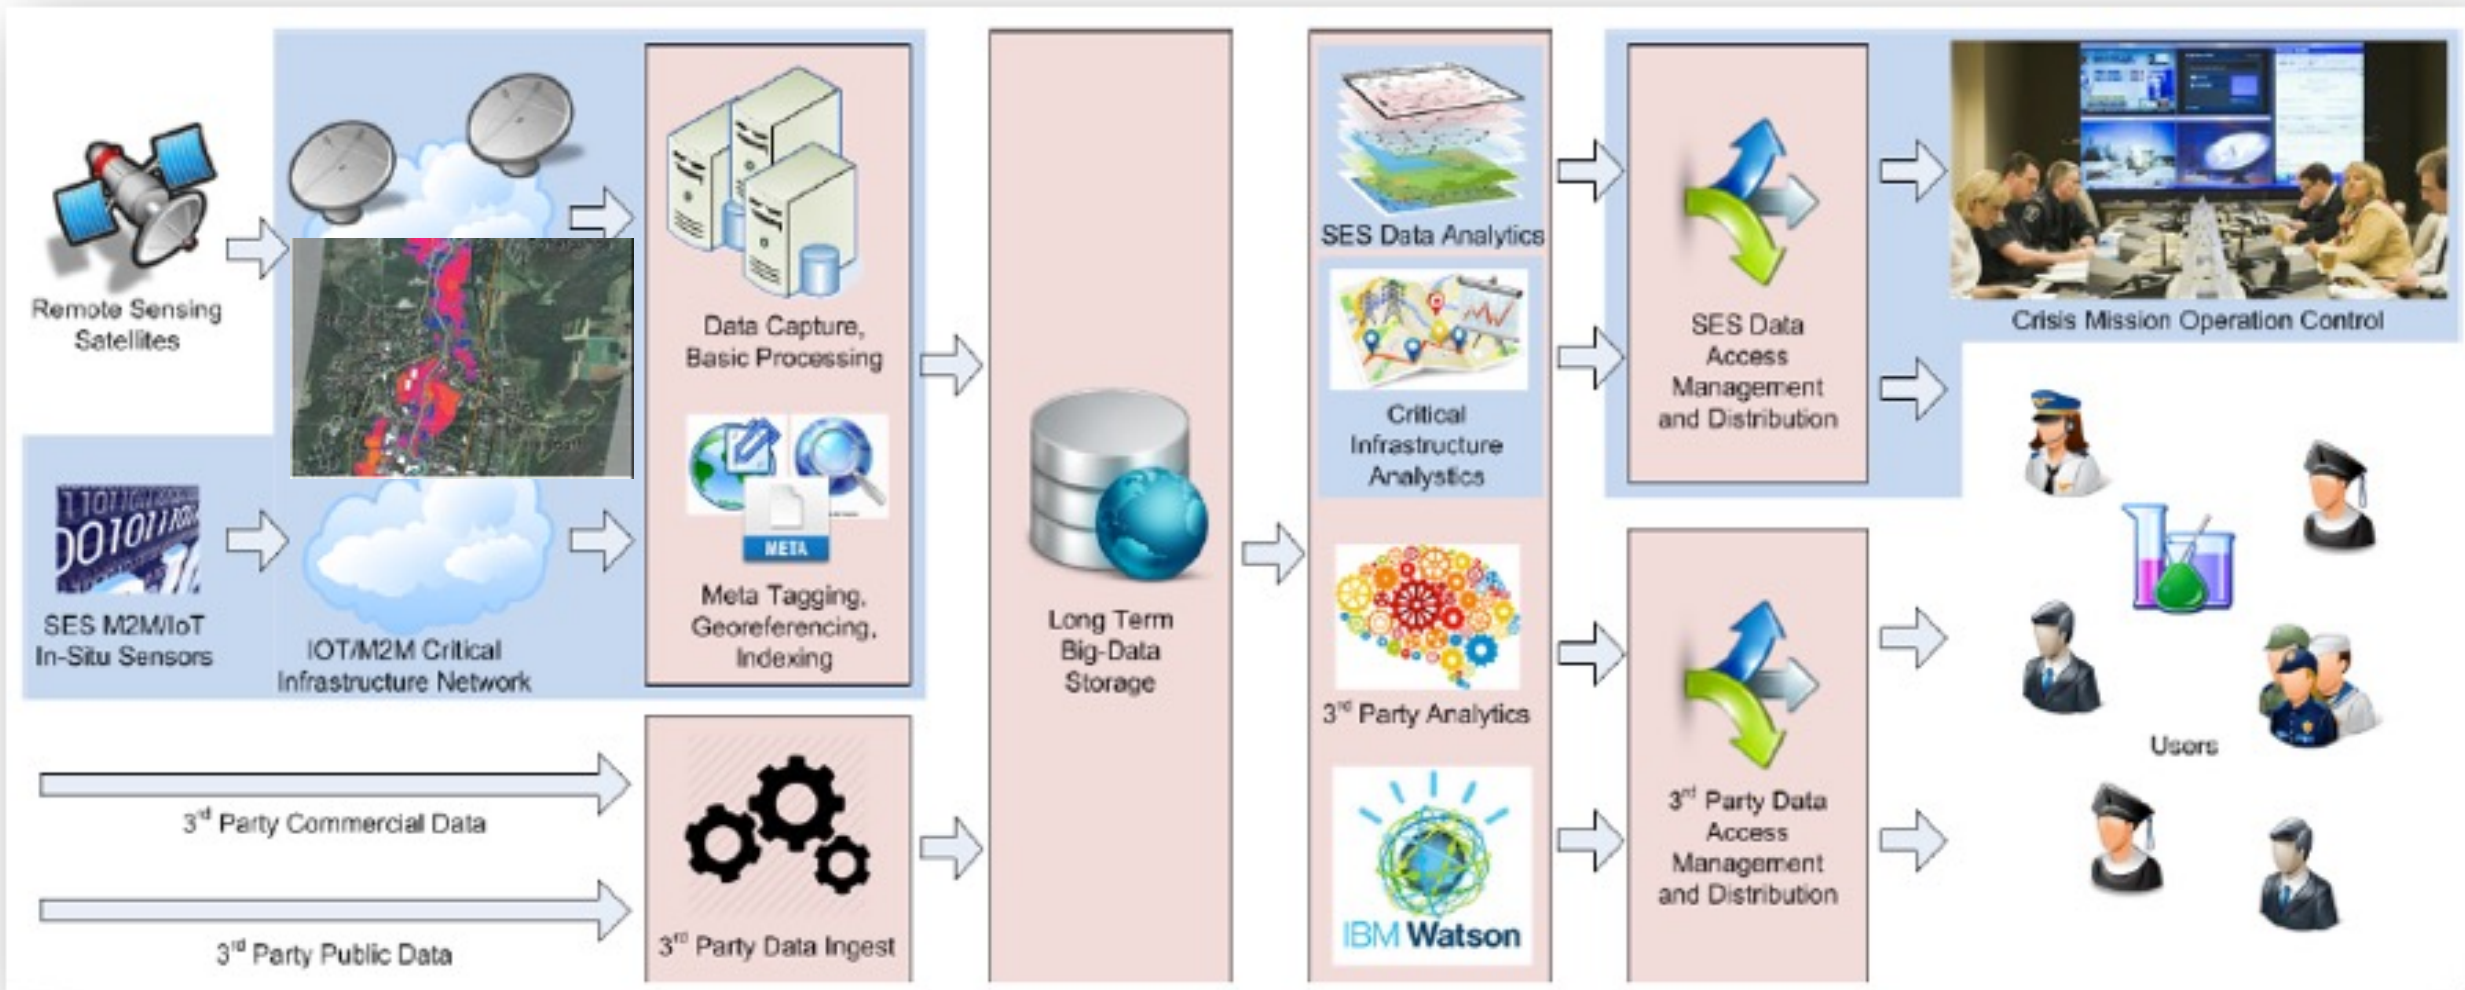 Remote Sensing
Satellites
SES M2M/IoT
In-Situ Sensors
IOT/M2M Critical
Infrastructure Network
3rd Party Commercial Data
3rd Party Public Data
Data Capture,
Basic Processing
META
Meta Tagging,
Georeferencing,
Indexing
3rd Party Data Ingest
Long Term
Big-Data
Storage
SES Data Analytics
Critical
Infrastructure
Analystics
3rd Party Analytics
IBM Watson
SES Data
Access
Management
and Distribution
3rd Party Data
Access
Management
and Distribution
Crisis Mission Operation Control
Users